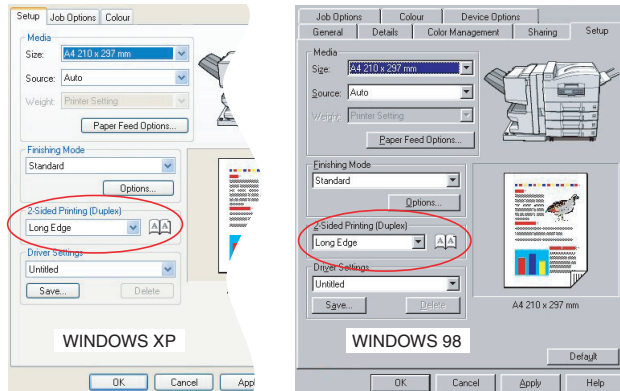 Setup Job Options Colour
Media
Size: A4 210 x 297 mm
Source: Auto
Weight: Printer Setting
Paper Feed Options...
Finishing Mode
Standard
Options...
2-Sided Printing (Duplex)
Long Edge
A A
Driver Settings
Untitled
Save... Delete
WINDOWS XP
OK Cancel
Job Options Colour Device Options
General Details Color Management Sharing Setup
Media
Size: A4 210 x 297 mm
Source: Auto
Weight: Printer Setting
Paper Feed Options...
Finishing Mode
Standard
Options...
2-Sided Printing (Duplex)
Long Edge
A A
Driver Settings
Untitled
Save... Delete
A4 210 x 297 mm
WINDOWS 98
Default
OK Cancel Apply Help